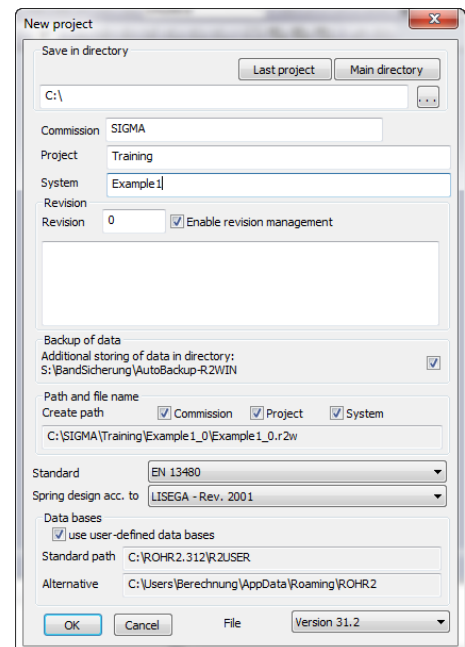 New project
Save in directory
Last project Main directory
C:\ ...
Commission SIGMA
Project Training
System Example1
Revision
Revision 0 Enable revision management
Backup of data
Additional storing of data in directory:
S:\BandSicherung\AutoBackup-R2WIN
Path and file name
Create path Commission Project System
C:\SIGMA\Training\Example1_0\Example1_0.r2w
Standard EN 13480
Spring design acc. to LISEGA - Rev. 2001
Data bases
use user-defined data bases
Standard path C:\ROHR2.312\R2USER
Alternative C:\Users\Berechnung\AppData\Roaming\ROHR2
OK Cancel File Version 31.2